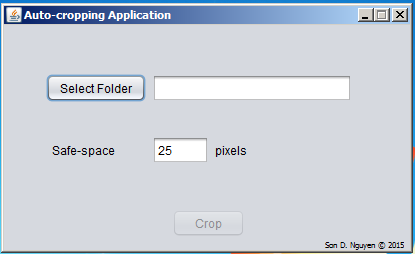 Auto-cropping Application
Select Folder
Safe-space 25 pixels
Crop
Son D. Nguyen © 2015